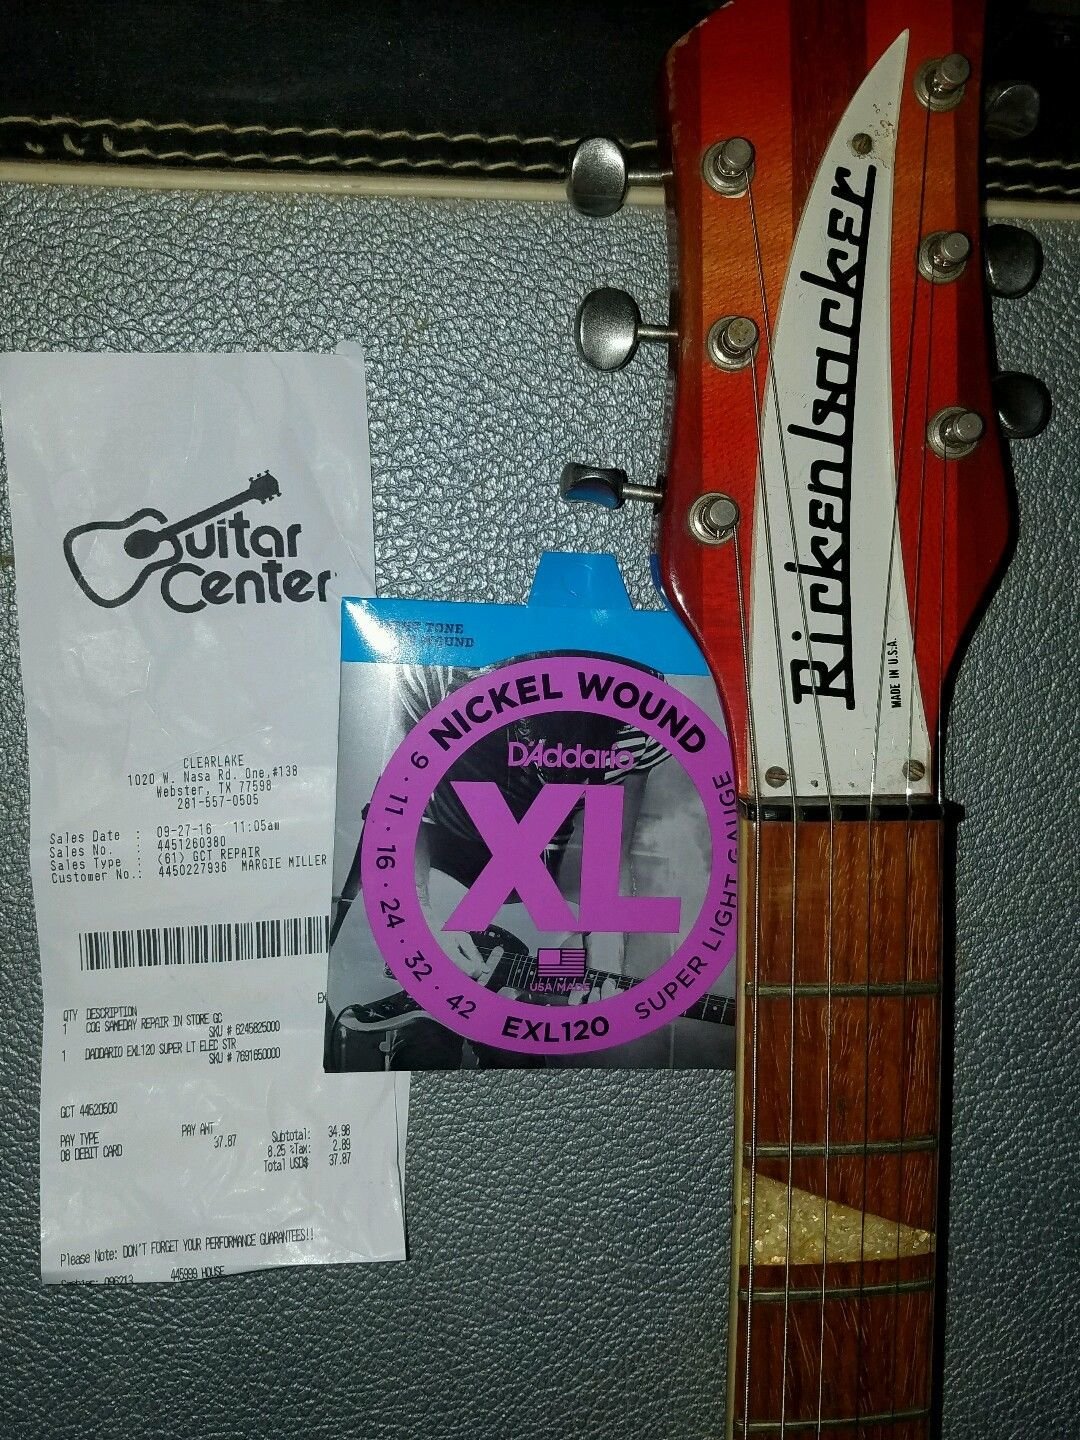 Guitar
Center
CLEARLAKE
1020 W. Nasa Rd. One,#138
Webster, TX 77598
281-557-0505
Sales Date : 09-27-16 11:05am
Sales No. : 4451260380
Sales Type : (61) GCT REPAIR
Customer No.: 4450227936 MARGIE MILLER
QTY DESCRIPTION
1 COG SAMEDAY REPAIR IN STORE GC
SKU # 6245825000
1 DADDARIO EXL120 SUPER LT ELEC STR
SKU # 7691650000
GCT 44520500
PAY TYPE PAY AMT
08 DEBIT CARD 37.87
Subtotal: 34.98
8.25 %Tax: 2.89
Total USD$ 37.87
Please Note: DON'T FORGET YOUR PERFORMANCE GUARANTEES!!
445999 HOUSE
TONE
NICKEL WOUND
D'Addario
XL
USA MADE
9 · 11 · 16 · 24 · 32 · 42
EXL120
SUPER LIGHT GAUGE
Rickenbacker
MADE IN U.S.A.